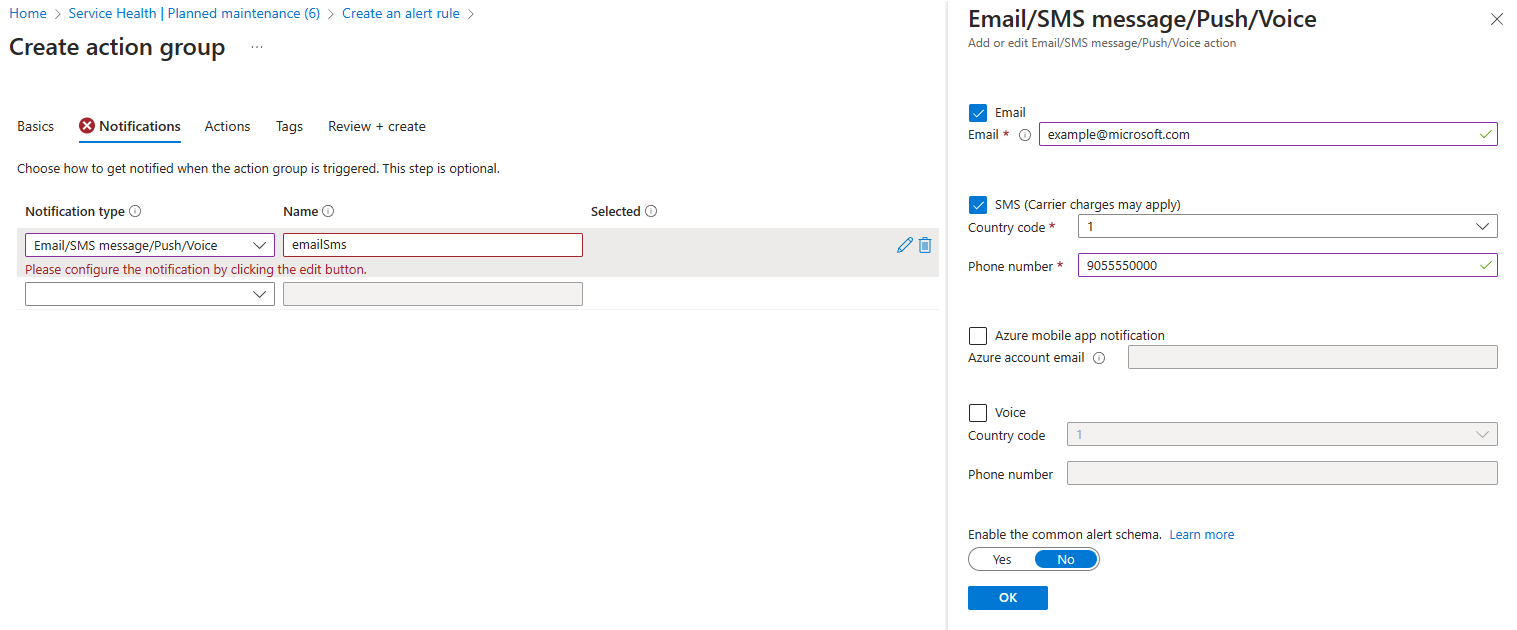 Home > Service Health | Planned maintenance (6) > Create an alert rule >
Create action group ...
Basics Notifications Actions Tags Review + create
Choose how to get notified when the action group is triggered. This step is optional.
Notification type Name Selected
Email/SMS message/Push/Voice emailSms
Please configure the notification by clicking the edit button.
Email/SMS message/Push/Voice
Add or edit Email/SMS message/Push/Voice action
Email
Email * example@microsoft.com
SMS (Carrier charges may apply)
Country code * 1
Phone number * 9055550000
Azure mobile app notification
Azure account email
Voice
Country code 1
Phone number
Enable the common alert schema. Learn more
Yes No
OK